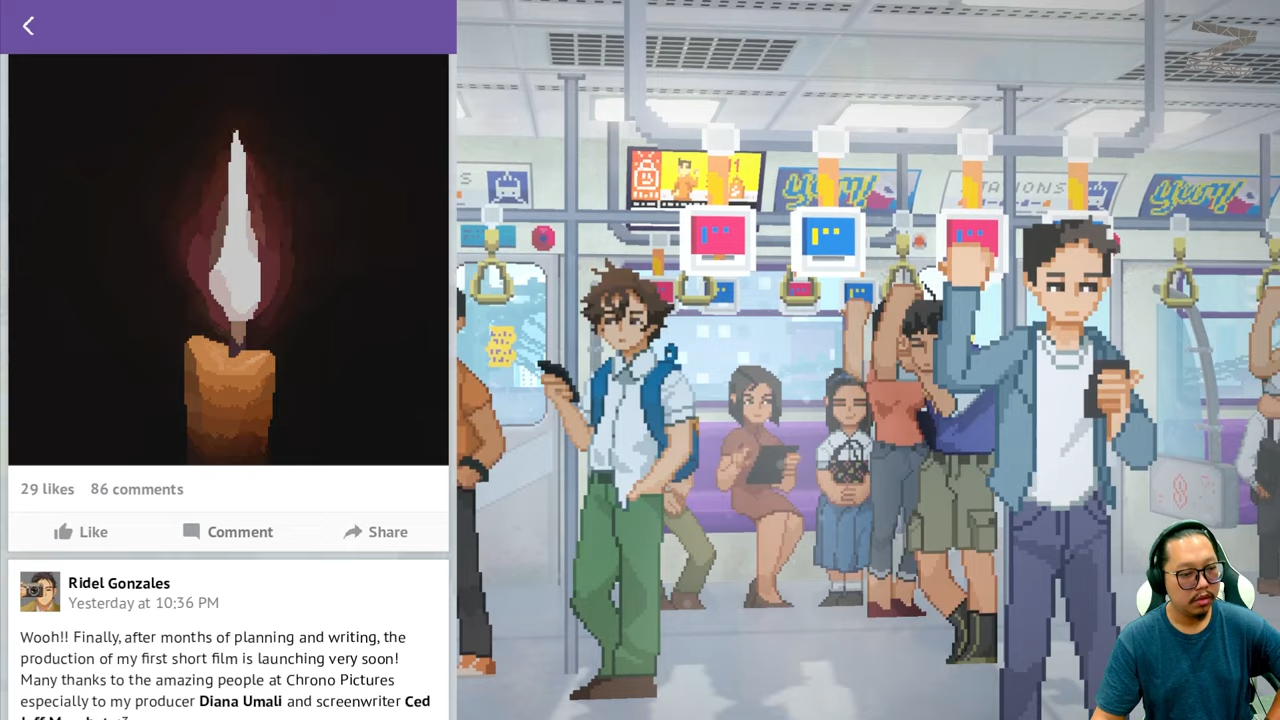 29 likes 86 comments
Like Comment Share
Ridel Gonzales
Yesterday at 10:36 PM
Wooh!! Finally, after months of planning and writing, the
production of my first short film is launching very soon!
Many thanks to the amazing people at Chrono Pictures
especially to my producer Diana Umali and screenwriter Ced